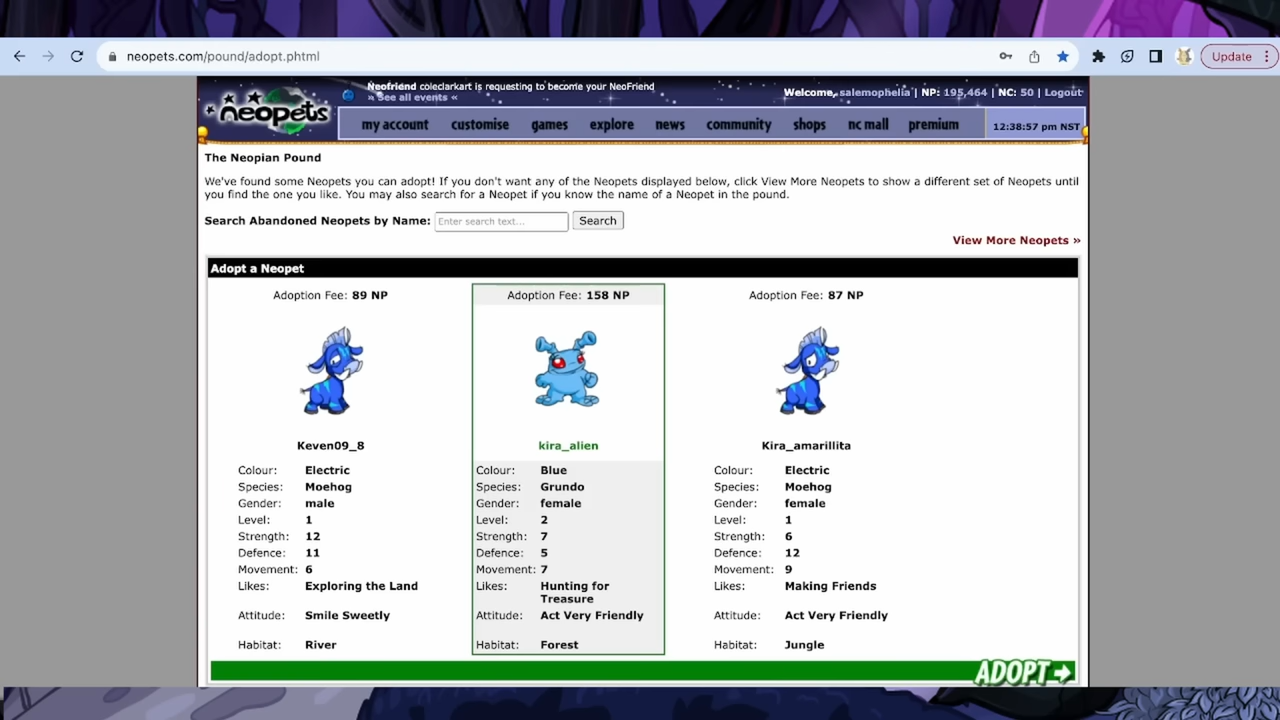 neopets.com/pound/adopt.phtml
Update
neopets
Neofriend coleclarkart is requesting to become your NeoFriend
» See all events «
Welcome, salemophelia | NP: 195,464 | NC: 50 | Logout
my account customise games explore news community shops nc mall premium
12:38:57 pm NST
The Neopian Pound
We've found some Neopets you can adopt! If you don't want any of the Neopets displayed below, click View More Neopets to show a different set of Neopets until
you find the one you like. You may also search for a Neopet if you know the name of a Neopet in the pound.
Search Abandoned Neopets by Name: Enter search text... Search
View More Neopets »
Adopt a Neopet
Adoption Fee: 89 NP
Keven09_8
Colour: Electric
Species: Moehog
Gender: male
Level: 1
Strength: 12
Defence: 11
Movement: 6
Likes: Exploring the Land
Attitude: Smile Sweetly
Habitat: River
Adoption Fee: 158 NP
kira_alien
Colour: Blue
Species: Grundo
Gender: female
Level: 2
Strength: 7
Defence: 5
Movement: 7
Likes: Hunting for
Treasure
Attitude: Act Very Friendly
Habitat: Forest
Adoption Fee: 87 NP
Kira_amarillita
Colour: Electric
Species: Moehog
Gender: female
Level: 1
Strength: 6
Defence: 12
Movement: 9
Likes: Making Friends
Attitude: Act Very Friendly
Habitat: Jungle
ADOPT